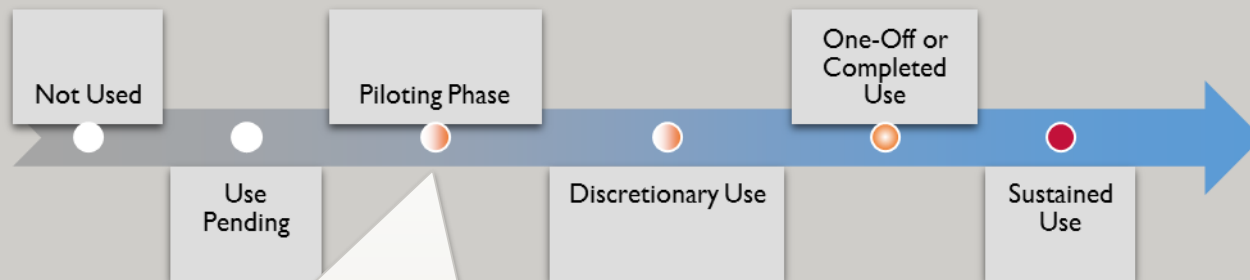 Not Used
Use
Pending
Piloting Phase
Discretionary Use
One-Off or
Completed
Use
Sustained
Use